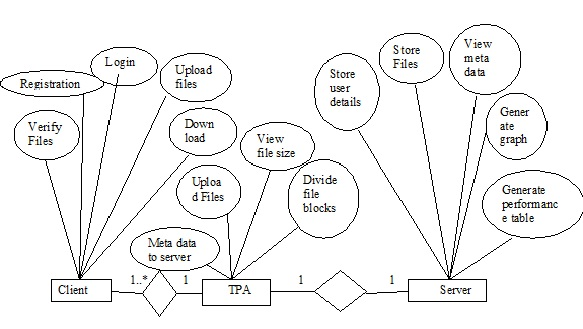 Registration
Login
Upload
files
Verify
Files
Down
load
View
file size
Uploa
d Files
Divide
file
blocks
Meta data
to server
Store
user
details
Store
Files
View
meta
data
Gener
ate
graph
Generate
performanc
e table
Client
1..*
1
TPA
1
1
Server